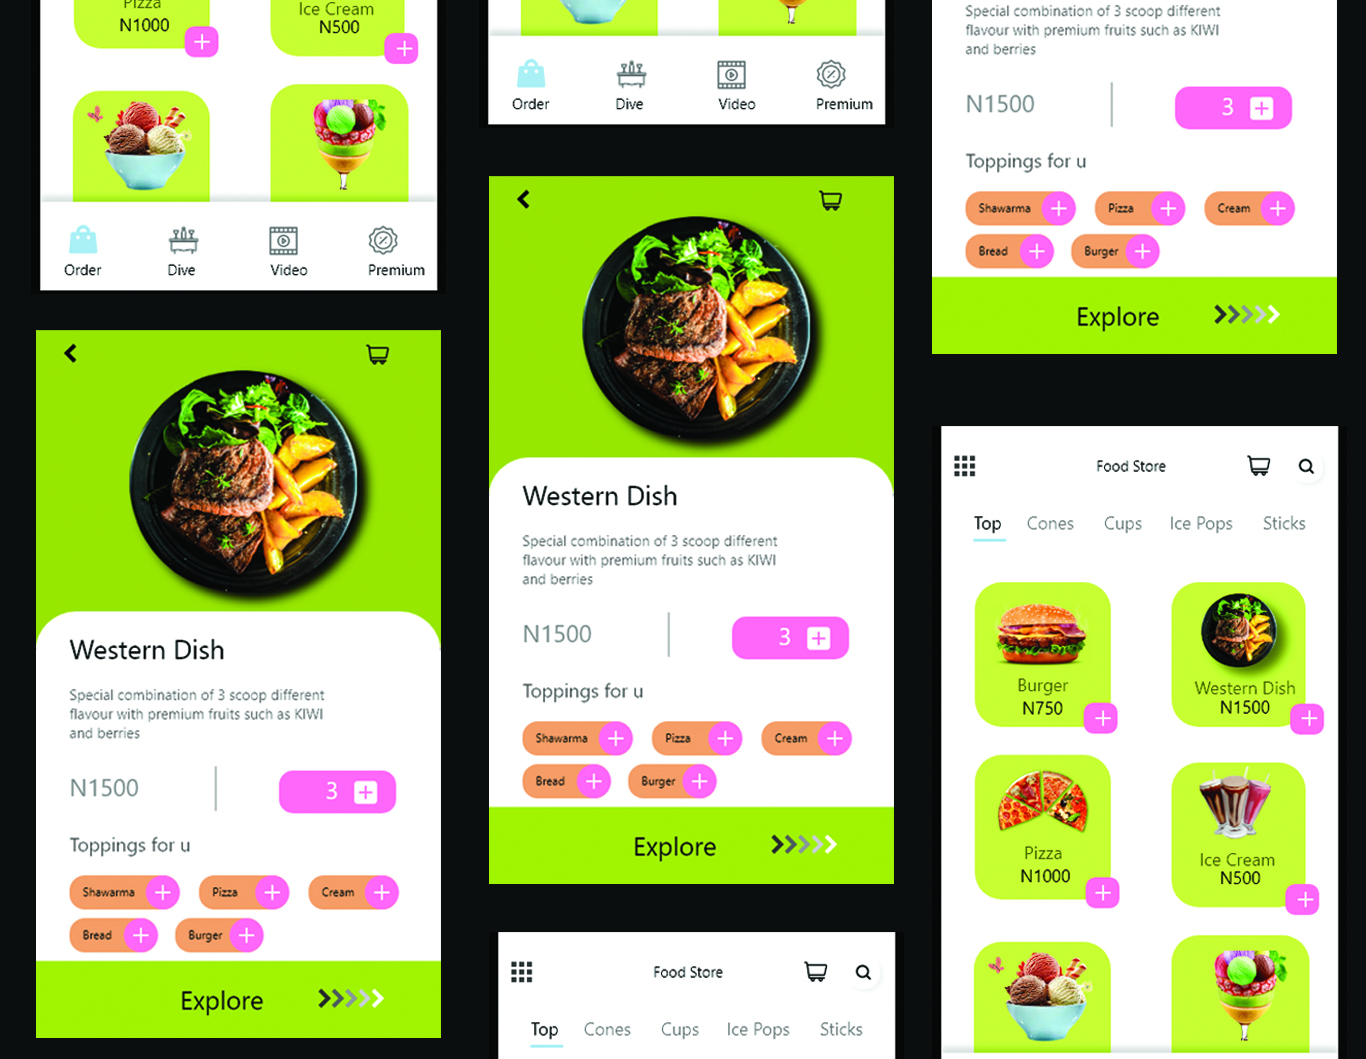 Pizza
N1000
Ice Cream
N500
Order
Dive
Video
Premium
Western Dish
Special combination of 3 scoop different
flavour with premium fruits such as KIWI
and berries
N1500
3
Toppings for u
Shawarma
Pizza
Cream
Bread
Burger
Explore
Order
Dive
Video
Premium
Western Dish
Special combination of 3 scoop different
flavour with premium fruits such as KIWI
and berries
N1500
3
Toppings for u
Shawarma
Pizza
Cream
Bread
Burger
Explore
Food Store
Top
Cones
Cups
Ice Pops
Sticks
Special combination of 3 scoop different
flavour with premium fruits such as KIWI
and berries
N1500
3
Toppings for u
Shawarma
Pizza
Cream
Bread
Burger
Explore
Food Store
Top
Cones
Cups
Ice Pops
Sticks
Burger
N750
Western Dish
N1500
Pizza
N1000
Ice Cream
N500